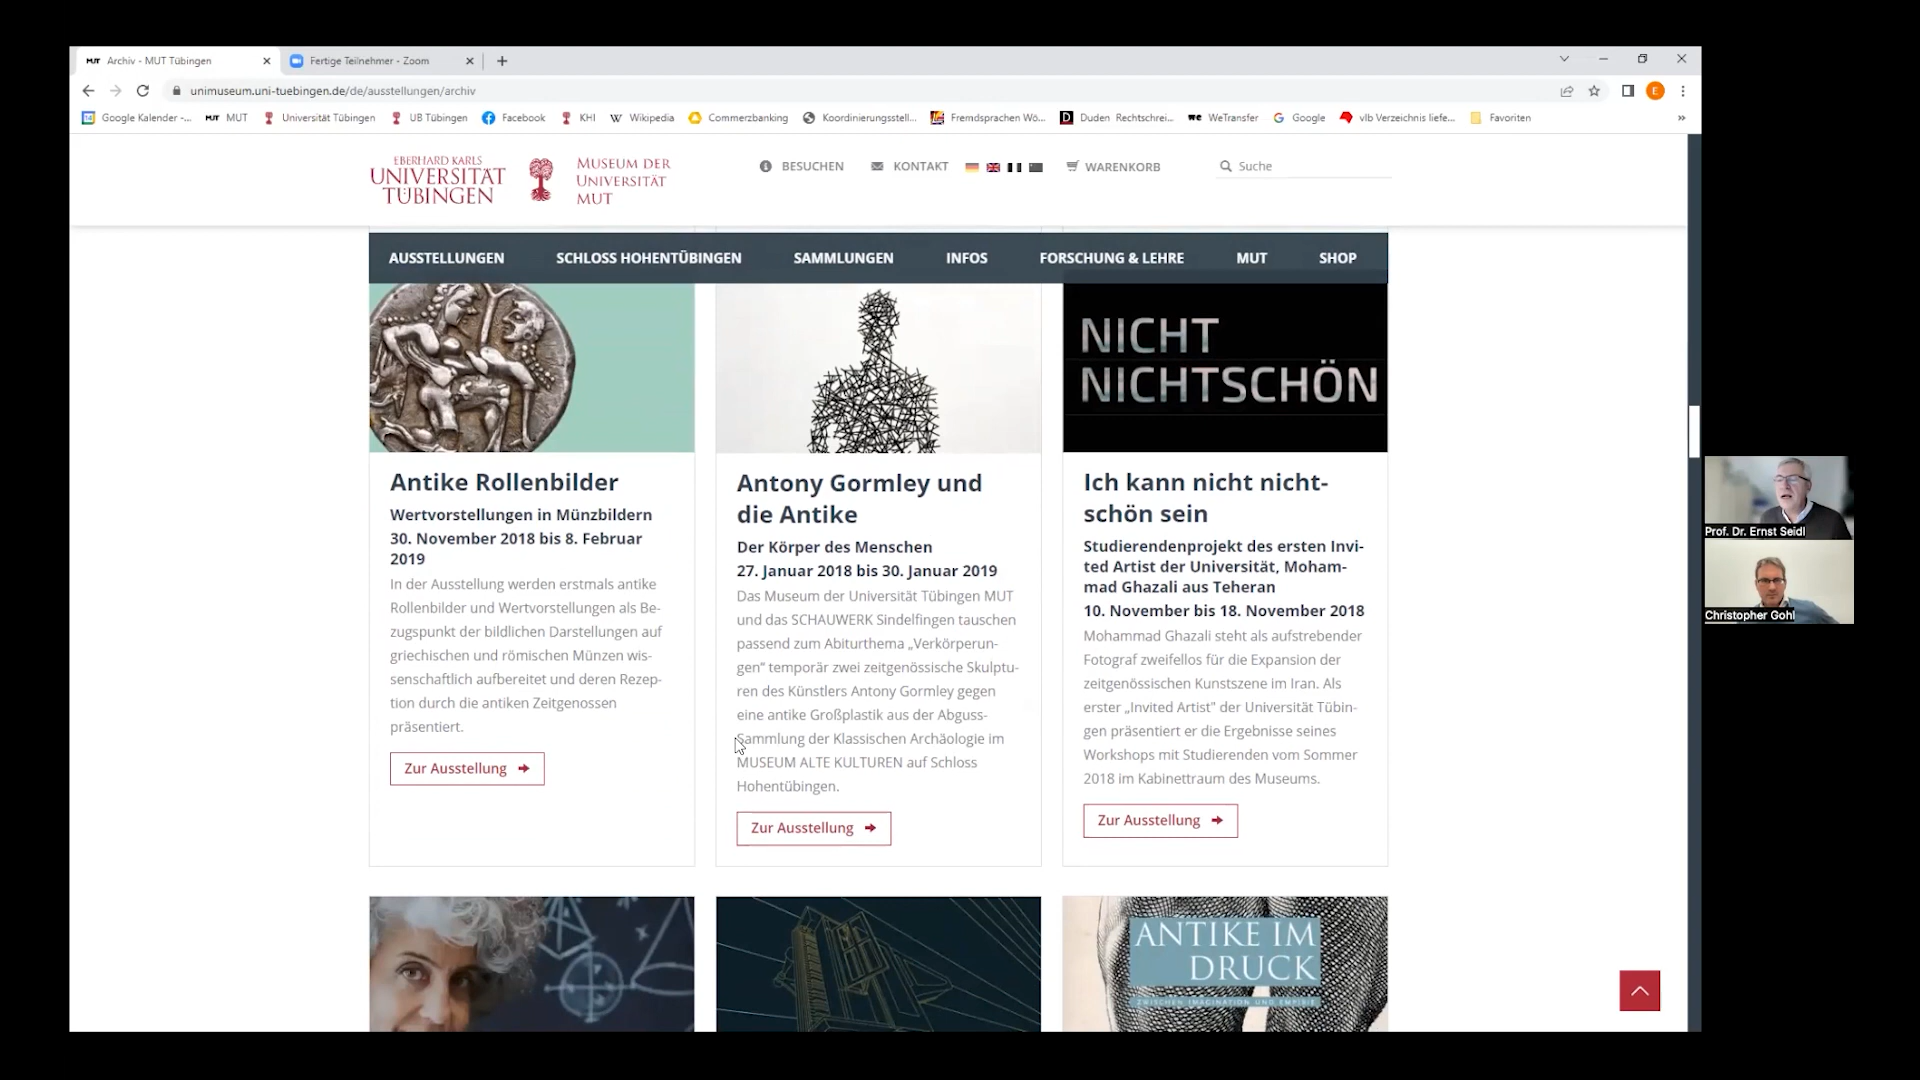 MUT Archiv - MUT Tübingen
Fertige Teilnehmer - Zoom
unimuseum.uni-tuebingen.de/de/ausstellungen/archiv
E
Google Kalender -... MUT MUT Universität Tübingen UB Tübingen Facebook KHI W Wikipedia Commerzbanking Koordinierungsstell... Fremdsprachen Wö... D Duden Rechtschrei... we WeTransfer G Google vlb Verzeichnis liefe... Favoriten »
EBERHARD KARLS
UNIVERSITÄT
TÜBINGEN
MUSEUM DER
UNIVERSITÄT
MUT
BESUCHEN KONTAKT WARENKORB Suche
AUSSTELLUNGEN SCHLOSS HOHENTÜBINGEN SAMMLUNGEN INFOS FORSCHUNG & LEHRE MUT SHOP
NICHT
NICHTSCHÖN
Antike Rollenbilder
Wertvorstellungen in Münzbildern
30. November 2018 bis 8. Februar
2019
In der Ausstellung werden erstmals antike
Rollenbilder und Wertvorstellungen als Be-
zugspunkt der bildlichen Darstellungen auf
griechischen und römischen Münzen wis-
senschaftlich aufbereitet und deren Rezep-
tion durch die antiken Zeitgenossen
präsentiert.
Zur Ausstellung
Antony Gormley und
die Antike
Der Körper des Menschen
27. Januar 2018 bis 30. Januar 2019
Das Museum der Universität Tübingen MUT
und das SCHAUWERK Sindelfingen tauschen
passend zum Abiturthema „Verkörperun-
gen“ temporär zwei zeitgenössische Skulptu-
ren des Künstlers Antony Gormley gegen
eine antike Großplastik aus der Abguss-
Sammlung der Klassischen Archäologie im
MUSEUM ALTE KULTUREN auf Schloss
Hohentübingen.
Zur Ausstellung
Ich kann nicht nicht-
schön sein
Studierendenprojekt des ersten Invi-
ted Artist der Universität, Moham-
mad Ghazali aus Teheran
10. November bis 18. November 2018
Mohammad Ghazali steht als aufstrebender
Fotograf zweifellos für die Expansion der
zeitgenössischen Kunstszene im Iran. Als
erster „Invited Artist" der Universität Tübin-
gen präsentiert er die Ergebnisse seines
Workshops mit Studierenden vom Sommer
2018 im Kabinettraum des Museums.
Zur Ausstellung
ANTIKE IM
DRUCK
ZWISCHEN IMAGINATION UND EMPIRIE
Prof. Dr. Ernst Seidl
Christopher Gohl